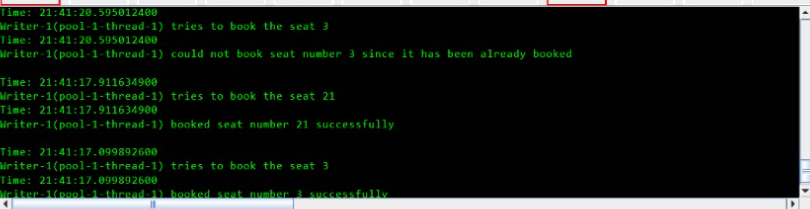 Time: 21:41:20.595012400
Writer-1(pool-1-thread-1) tries to book the seat 3
Time: 21:41:20.595012400
Writer-1(pool-1-thread-1) could not book seat number 3 since it has been already booked
Time: 21:41:17.911634900
Writer-1(pool-1-thread-1) tries to book the seat 21
Time: 21:41:17.911634900
Writer-1(pool-1-thread-1) booked seat number 21 successfully
Time: 21:41:17.099892600
Writer-1(pool-1-thread-1) tries to book the seat 3
Time: 21:41:17.099892600
Writer-1(pool-1-thread-1) booked seat number 3 successfully